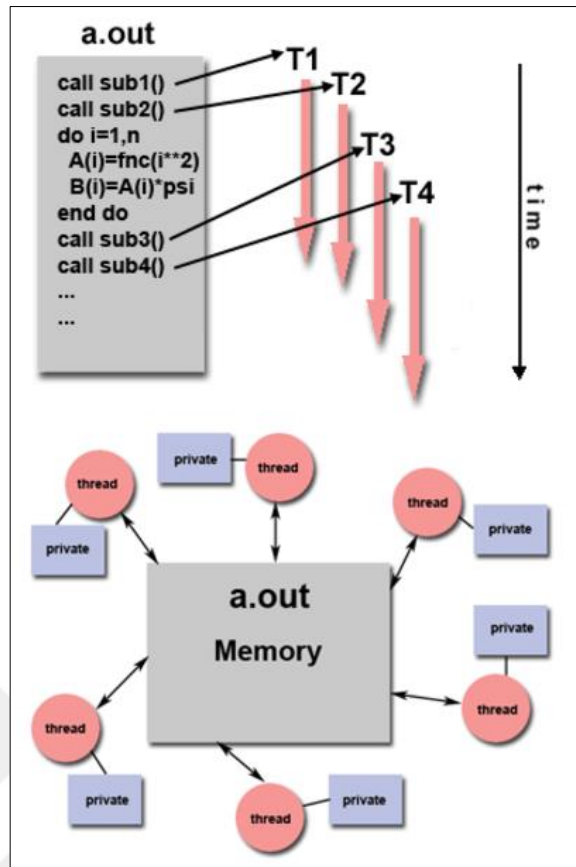 a.out
call sub1()
call sub2()
do i=1,n
A(i)=fnc(i**2)
B(i)=A(i)*psi
end do
call sub3()
call sub4()
...
...
T1
T2
T3
T4
time
private
thread
thread
private
thread
private
a.out
Memory
private
thread
thread
private
thread
private